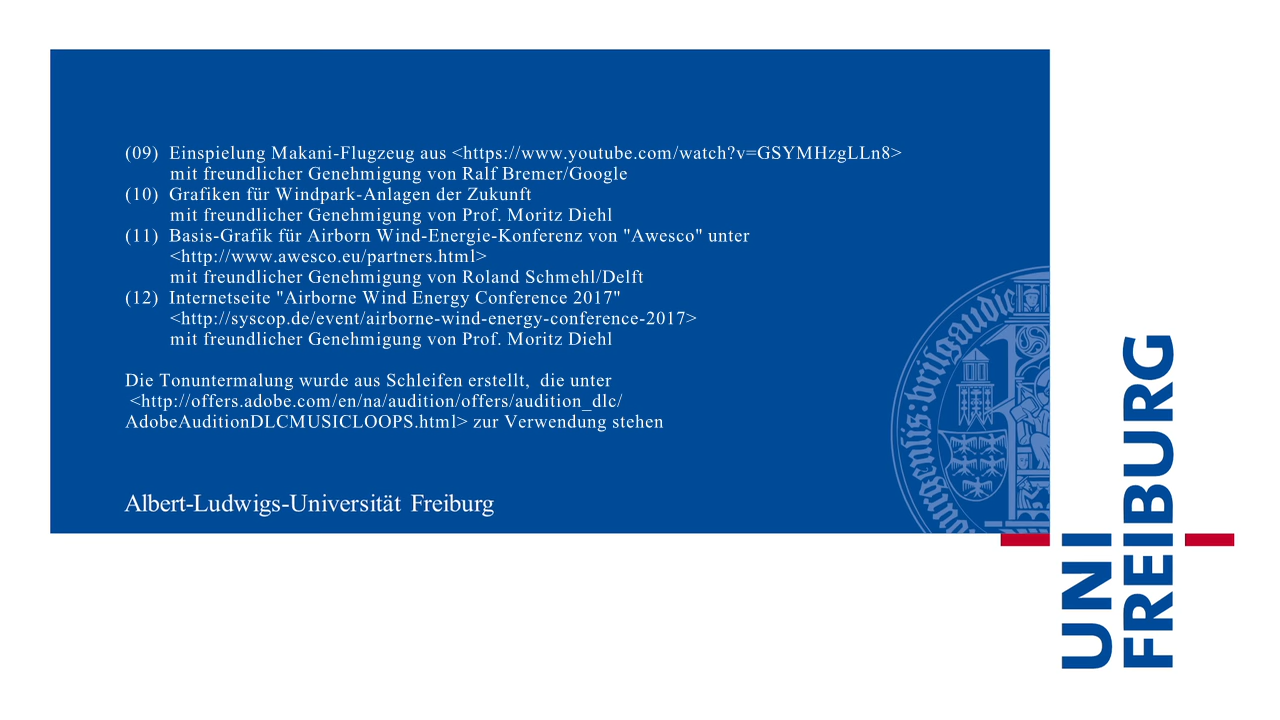 (09) Einspielung Makani-Flugzeug aus <https://www.youtube.com/watch?v=GSYMHzgLLn8>
mit freundlicher Genehmigung von Ralf Bremer/Google
(10) Grafiken für Windpark-Anlagen der Zukunft
mit freundlicher Genehmigung von Prof. Moritz Diehl
(11) Basis-Grafik für Airborn Wind-Energie-Konferenz von "Awesco" unter
<http://www.awesco.eu/partners.html>
mit freundlicher Genehmigung von Roland Schmehl/Delft
(12) Internetseite "Airborne Wind Energy Conference 2017"
<http://syscop.de/event/airborne-wind-energy-conference-2017>
mit freundlicher Genehmigung von Prof. Moritz Diehl
Die Tonuntermalung wurde aus Schleifen erstellt, die unter
<http://offers.adobe.com/en/na/audition/offers/audition_dlc/
AdobeAuditionDLCMUSICLOOPS.html> zur Verwendung stehen
Albert-Ludwigs-Universität Freiburg
UNI
FREIBURG